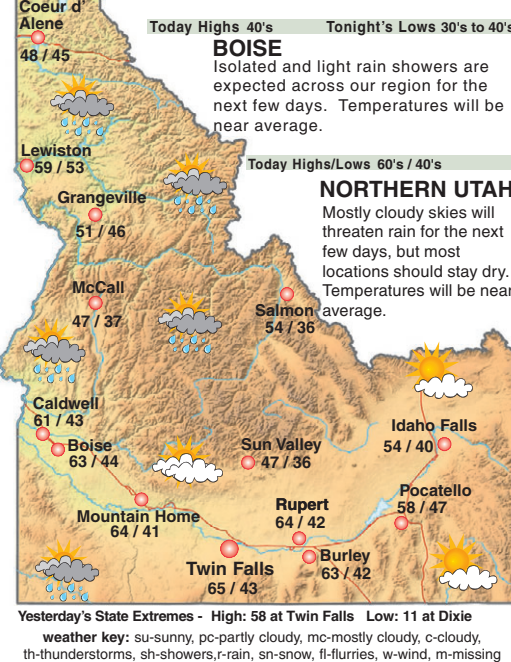 Coeur d'
Alene
48 / 45
Today Highs 40's Tonight's Lows 30's to 40's
BOISE
Isolated and light rain showers are
expected across our region for the
next few days. Temperatures will be
near average.
Lewiston
59 / 53
Today Highs/Lows 60's / 40's
NORTHERN UTAH
Mostly cloudy skies will
threaten rain for the next
few days, but most
locations should stay dry.
Temperatures will be near
average.
Grangeville
51 / 46
McCall
47 / 37
Salmon
54 / 36
Caldwell
61 / 43
Boise
63 / 44
Sun Valley
47 / 36
Idaho Falls
54 / 40
Mountain Home
64 / 41
Rupert
64 / 42
Pocatello
58 / 47
Twin Falls
65 / 43
Burley
63 / 42
Yesterday's State Extremes - High: 58 at Twin Falls Low: 11 at Dixie
weather key: su-sunny, pc-partly cloudy, mc-mostly cloudy, c-cloudy,
th-thunderstorms, sh-showers,r-rain, sn-snow, fl-flurries, w-wind, m-missing